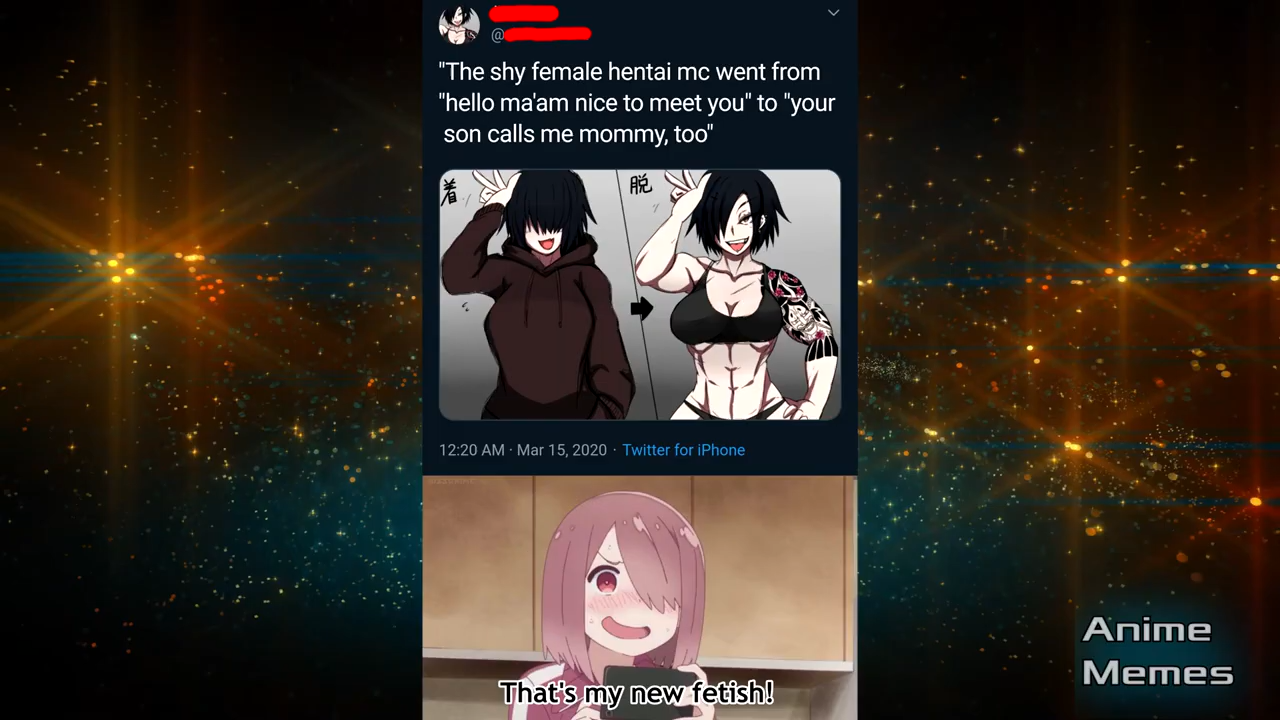 @
"The shy female hentai mc went from
"hello ma'am nice to meet you" to "your
son calls me mommy, too"
着
脱
12:20 AM · Mar 15, 2020 · Twitter for iPhone
That's my new fetish!
Anime
Memes